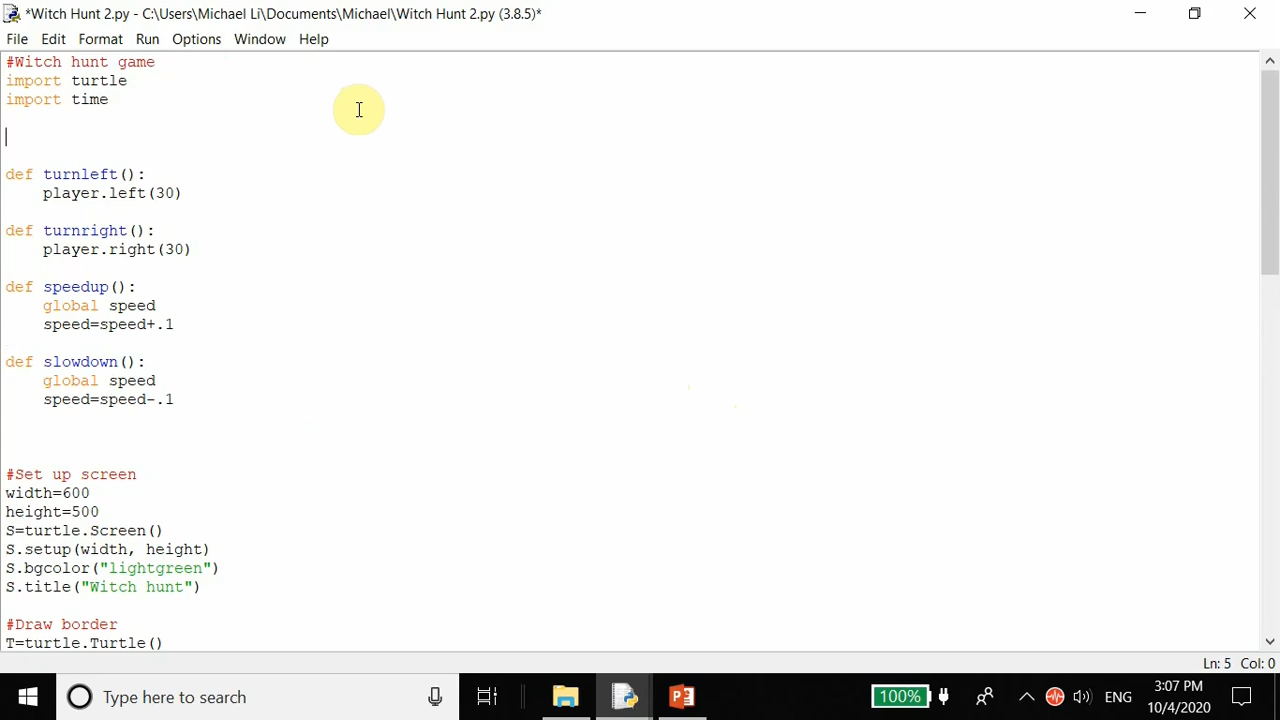 *Witch Hunt 2.py - C:\Users\Michael Li\Documents\Michael\Witch Hunt 2.py (3.8.5)*
File Edit Format Run Options Window Help
#Witch hunt game
import turtle
import time
def turnleft():
    player.left(30)
def turnright():
    player.right(30)
def speedup():
    global speed
    speed=speed+.1
def slowdown():
    global speed
    speed=speed-.1
#Set up screen
width=600
height=500
S=turtle.Screen()
S.setup(width, height)
S.bgcolor("lightgreen")
S.title("Witch hunt")
#Draw border
T=turtle.Turtle()
Ln: 5 Col: 0
Type here to search
100%
ENG
3:07 PM
10/4/2020